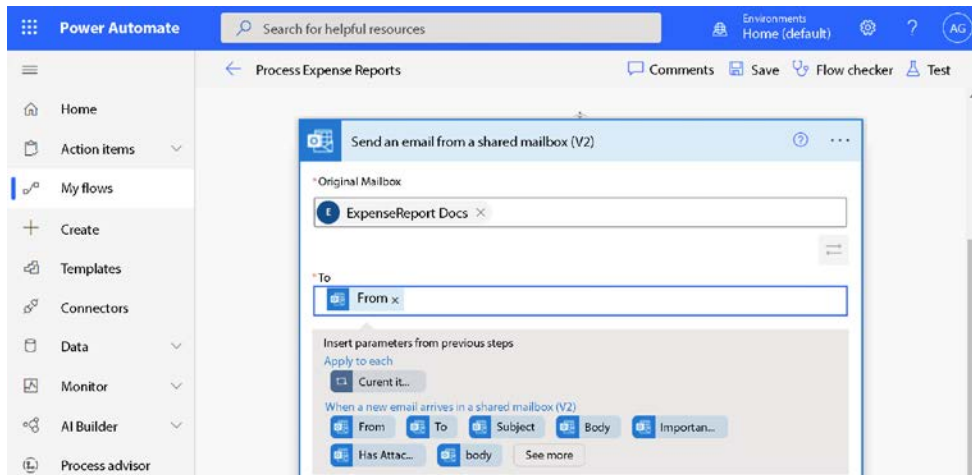 Power Automate
Search for helpful resources
Environments
Home (default)
?
AG
Process Expense Reports
Comments
Save
Flow checker
Test
Home
Action items
My flows
Create
Templates
Connectors
Data
Monitor
AI Builder
Process advisor
Send an email from a shared mailbox (V2)
?
...
*Original Mailbox
E
ExpenseReport Docs ×
*To
From ×
Insert parameters from previous steps
Apply to each
Curent it...
When a new email arrives in a shared mailbox (V2)
From To Subject Body Importan...
Has Attac... body See more